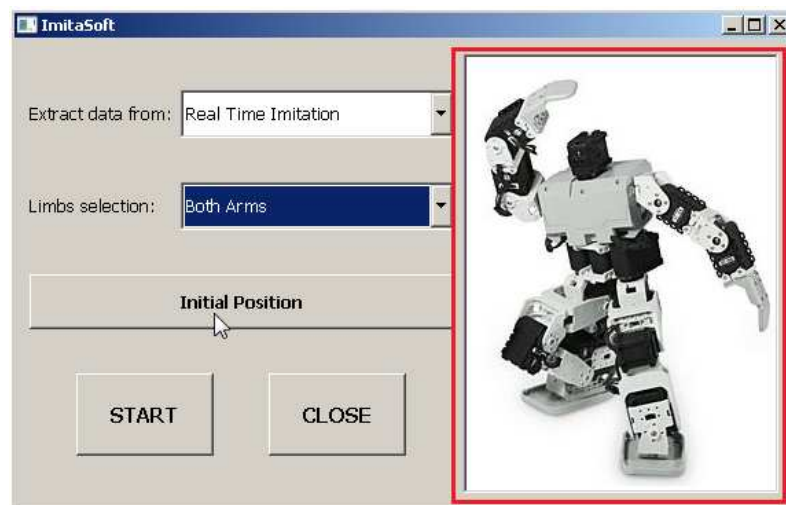 ImitaSoft
Extract data from: Real Time Imitation
Limbs selection: Both Arms
Initial Position
START CLOSE